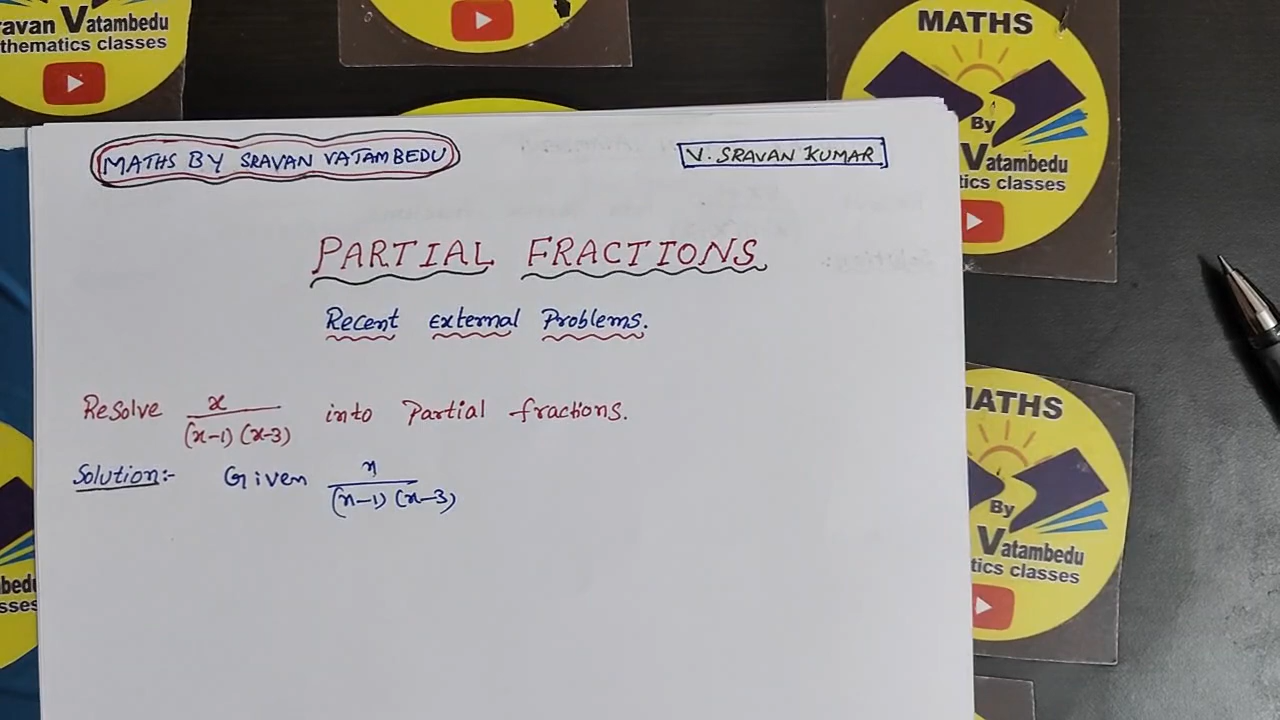 ravan Vatambedu
thematics classes
MATHS
By
Vatambedu
tics classes
MATHS BY SRAVAN VATAMBEDU
V. SRAVAN KUMAR
PARTIAL FRACTIONS
Recent external Problems.
Resolve x/((x-1)(x-3)) into Partial fractions.
Solution:- Given x/((x-1)(x-3))
IATHS
By
Vatambedu
tics classes
bedu
sses